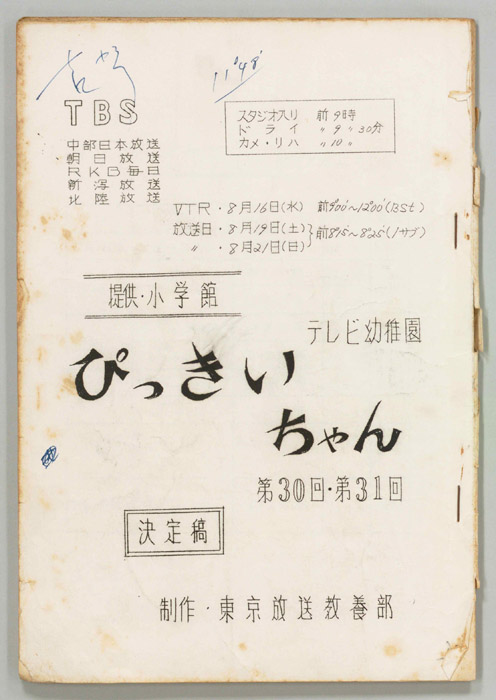 11'48"
TBS
中部日本放送
朝日放送
RKB毎日
新潟放送
北陸放送
スタジオ入り 前9時
ドライ 〃9〃30分
カメ・リハ 〃10〃
VTR・8月16日(水) 前9°00'~12°00'(BSt)
放送日・8月19日(土)
〃・8月21日(日)
}前8°15'~8°25'(1サブ)
提供・小学館
テレビ幼稚園
ぴっきい
ちゃん
第30回・第31回
決定稿
制作・東京放送教養部